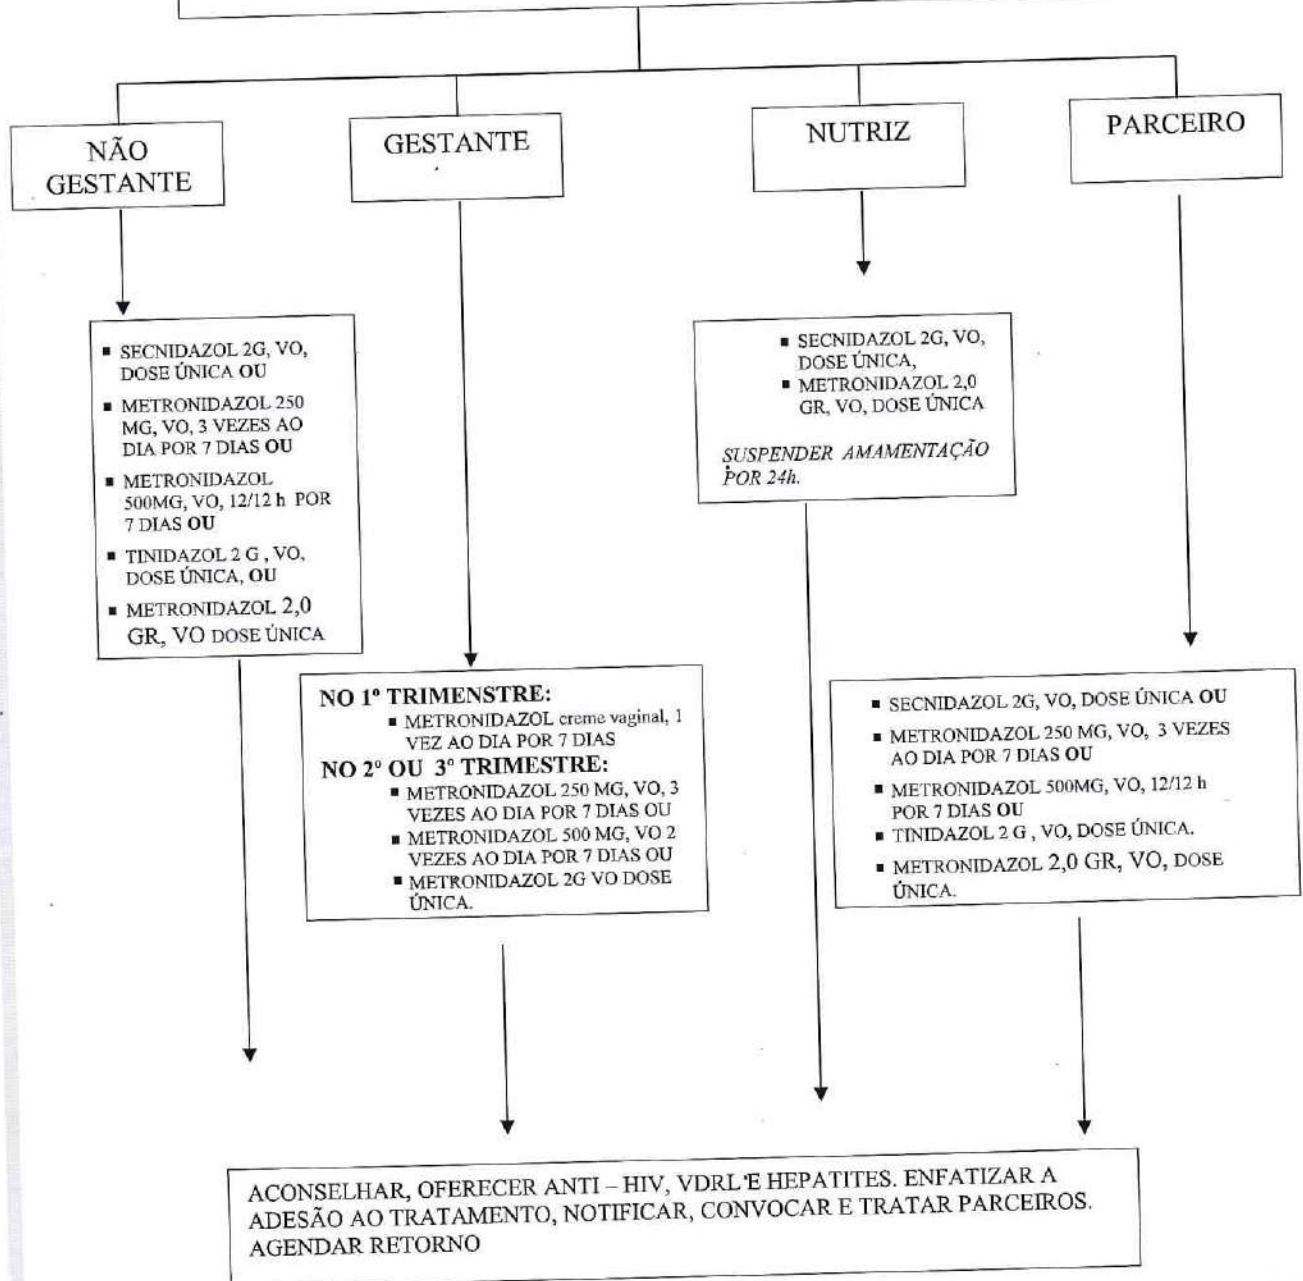 NÃO
GESTANTE
GESTANTE
NUTRIZ
PARCEIRO
▪ SECNIDAZOL 2G, VO,
DOSE ÚNICA OU
▪ METRONIDAZOL 250
MG, VO, 3 VEZES AO
DIA POR 7 DIAS OU
▪ METRONIDAZOL
500MG, VO, 12/12 h POR
7 DIAS OU
▪ TINIDAZOL 2 G , VO,
DOSE ÚNICA, OU
▪ METRONIDAZOL 2,0
GR, VO DOSE ÚNICA
NO 1º TRIMENSTRE:
▪ METRONIDAZOL creme vaginal, 1
VEZ AO DIA POR 7 DIAS
NO 2º OU 3º TRIMESTRE:
▪ METRONIDAZOL 250 MG, VO, 3
VEZES AO DIA POR 7 DIAS OU
▪ METRONIDAZOL 500 MG, VO 2
VEZES AO DIA POR 7 DIAS OU
▪ METRONIDAZOL 2G VO DOSE
ÚNICA.
▪ SECNIDAZOL 2G, VO,
DOSE ÚNICA,
▪ METRONIDAZOL 2,0
GR, VO, DOSE ÚNICA
SUSPENDER AMAMENTAÇÃO
POR 24h.
▪ SECNIDAZOL 2G, VO, DOSE ÚNICA OU
▪ METRONIDAZOL 250 MG, VO, 3 VEZES
AO DIA POR 7 DIAS OU
▪ METRONIDAZOL 500MG, VO, 12/12 h
POR 7 DIAS OU
▪ TINIDAZOL 2 G , VO, DOSE ÚNICA.
▪ METRONIDAZOL 2,0 GR, VO, DOSE
ÚNICA.
ACONSELHAR, OFERECER ANTI – HIV, VDRL E HEPATITES. ENFATIZAR A
ADESÃO AO TRATAMENTO, NOTIFICAR, CONVOCAR E TRATAR PARCEIROS.
AGENDAR RETORNO